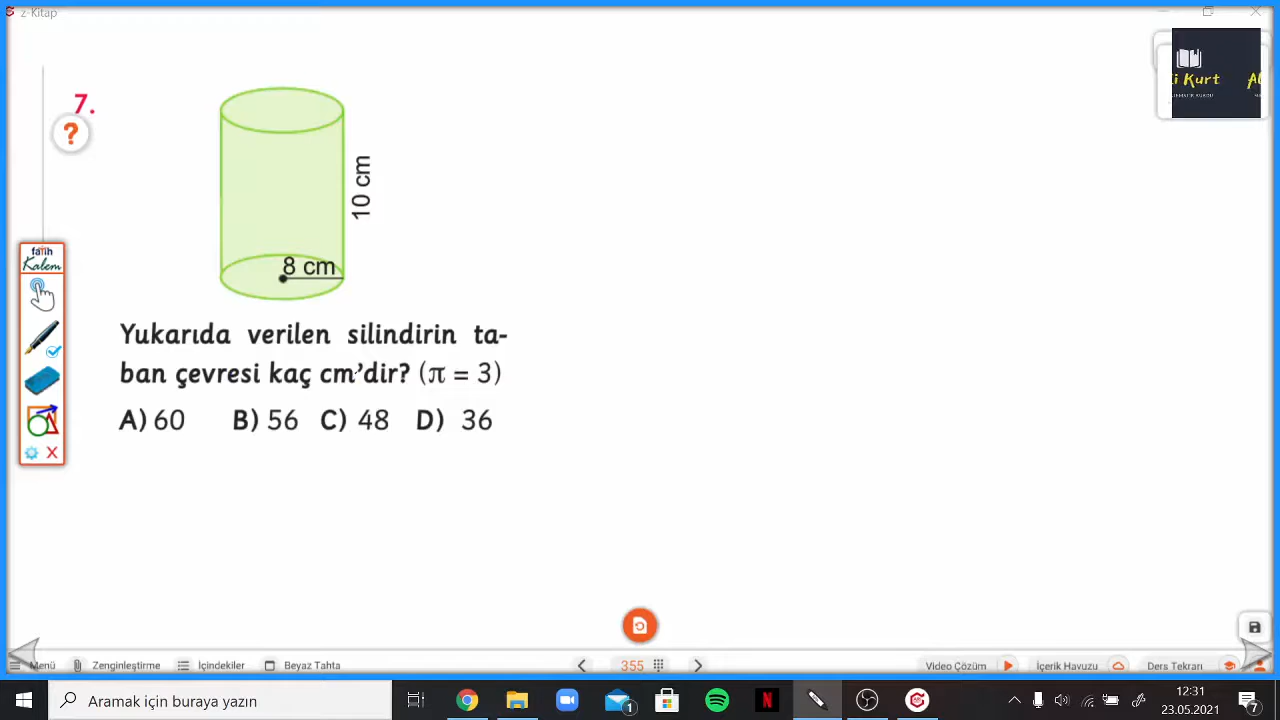 z-Kitap
7.
?
10 cm
8 cm
Yukarıda verilen silindirin ta-
ban çevresi kaç cm'dir? (π = 3)
A) 60 B) 56 C) 48 D) 36
fatih
Kalem
Kurt
Menü Zenginleştirme İçindekiler Beyaz Tahta 355 Video Çözüm İçerik Havuzu Ders Tekrarı
Aramak için buraya yazın
1
N
12:31
23.05.2021
7